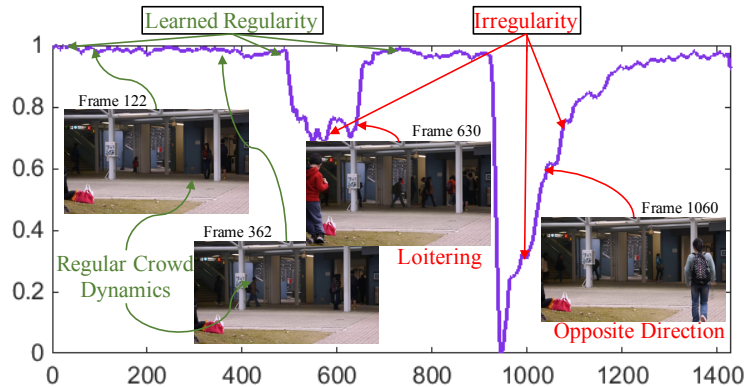 Learned Regularity
Irregularity
1
0.8
0.6
0.4
0.2
0
Frame 122
Frame 630
Frame 362
Frame 1060
Regular Crowd
Dynamics
Loitering
Opposite Direction
0 200 400 600 800 1000 1200 1400